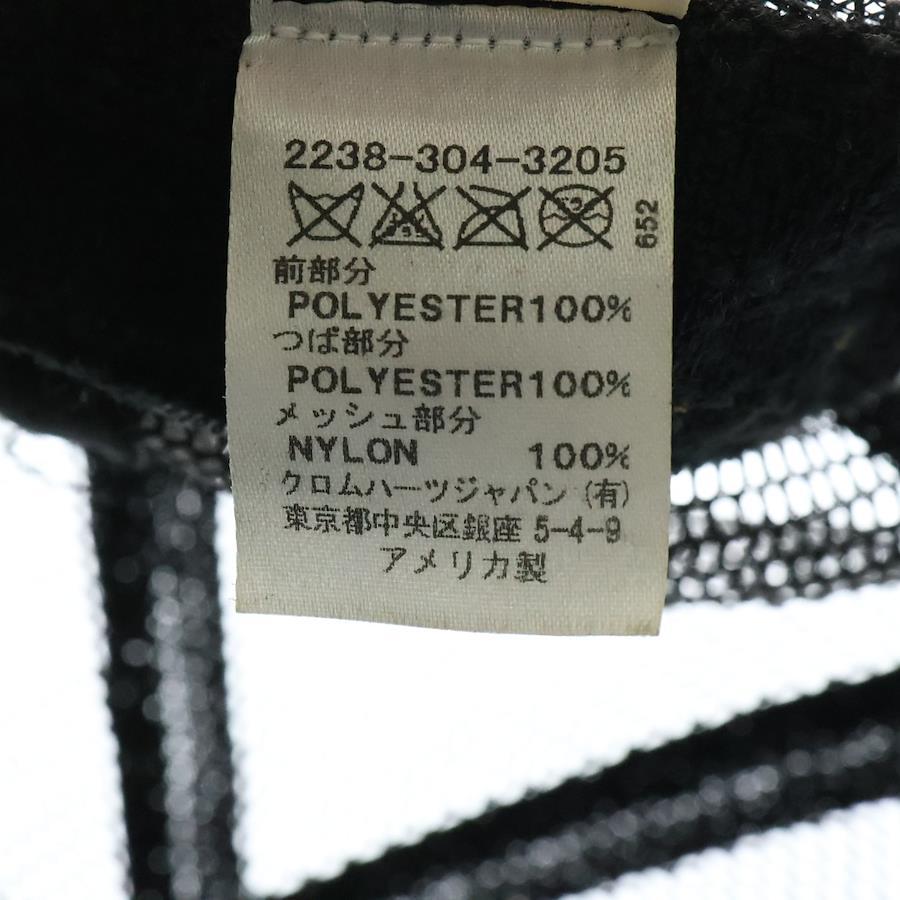 2238-304-3205
652
前部分
POLYESTER100%
つば部分
POLYESTER100%
メッシュ部分
NYLON 100%
クロムハーツジャパン(有)
東京都中央区銀座 5-4-9
アメリカ製